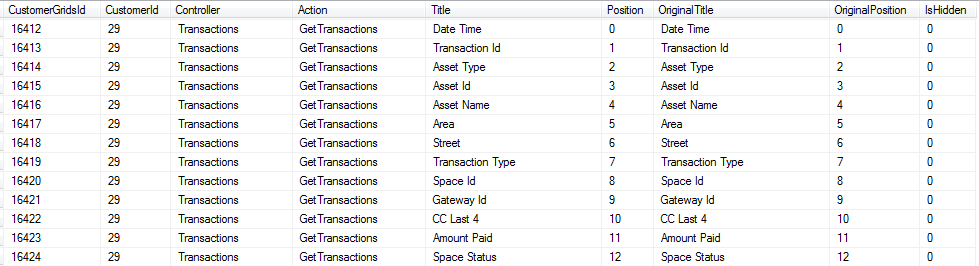 CustomerGridsId CustomerId Controller Action Title Position OriginalTitle OriginalPosition IsHidden
16412 29 Transactions GetTransactions Date Time 0 Date Time 0 0
16413 29 Transactions GetTransactions Transaction Id 1 Transaction Id 1 0
16414 29 Transactions GetTransactions Asset Type 2 Asset Type 2 0
16415 29 Transactions GetTransactions Asset Id 3 Asset Id 3 0
16416 29 Transactions GetTransactions Asset Name 4 Asset Name 4 0
16417 29 Transactions GetTransactions Area 5 Area 5 0
16418 29 Transactions GetTransactions Street 6 Street 6 0
16419 29 Transactions GetTransactions Transaction Type 7 Transaction Type 7 0
16420 29 Transactions GetTransactions Space Id 8 Space Id 8 0
16421 29 Transactions GetTransactions Gateway Id 9 Gateway Id 9 0
16422 29 Transactions GetTransactions CC Last 4 10 CC Last 4 10 0
16423 29 Transactions GetTransactions Amount Paid 11 Amount Paid 11 0
16424 29 Transactions GetTransactions Space Status 12 Space Status 12 0